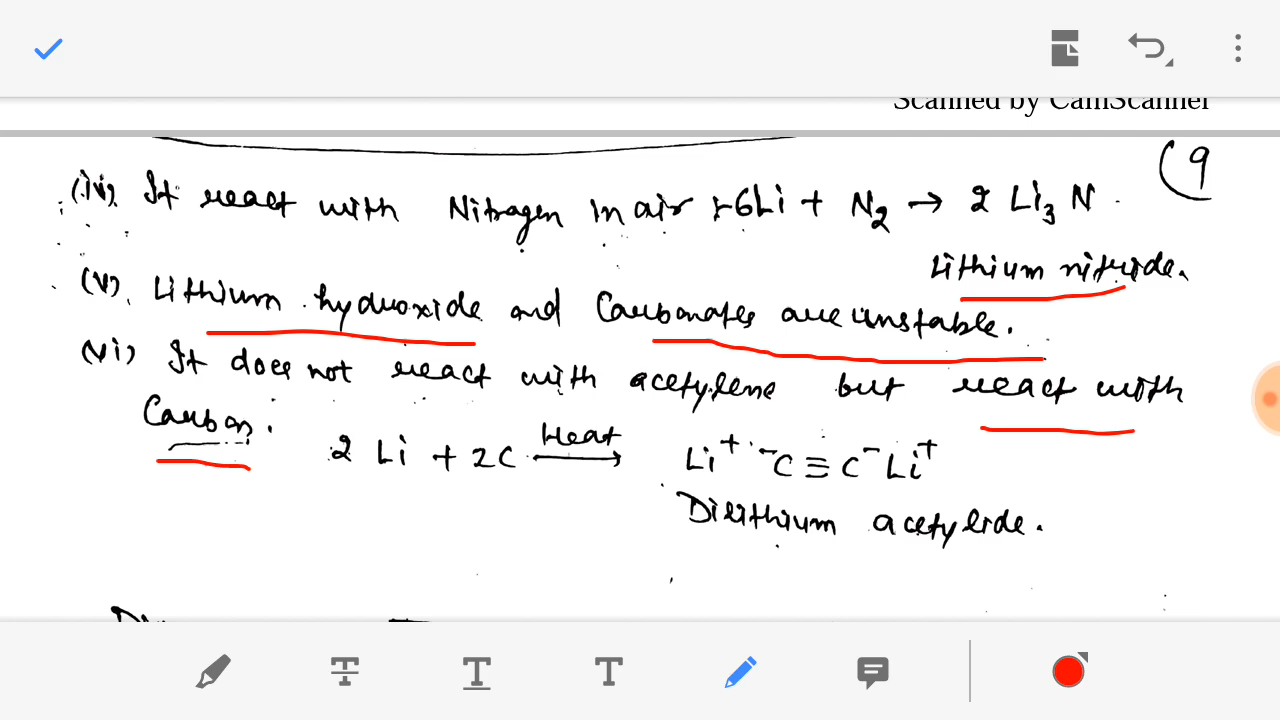 Scanned by CamScanner
(9
(iv) It react with Nitrogen in air :- 6Li + N₂ → 2 Li₃N.
Lithium nitride.
(v). Lithium hydroxide and Carbonates are unstable.
(vi) It does not react with acetylene but react with
Carbon.
2 Li + 2C Heat → Li⁺ ⁻C ≡ C⁻ Li⁺
Dilithium acetylide.